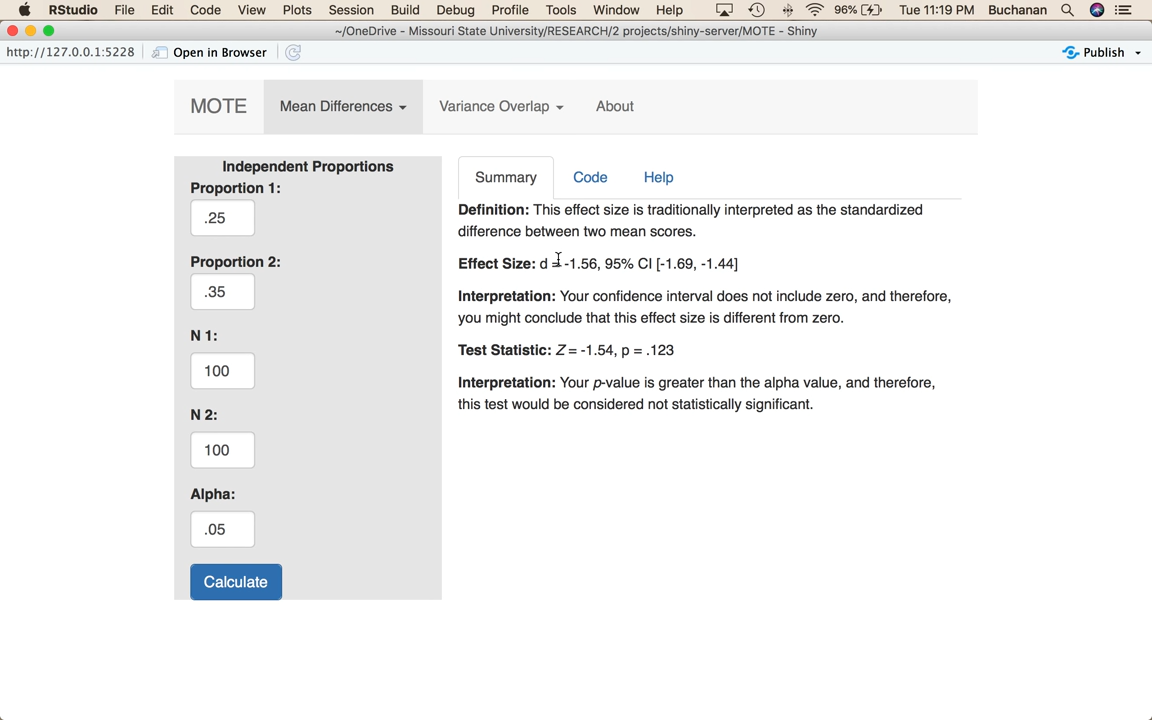 RStudio File Edit Code View Plots Session Build Debug Profile Tools Window Help 96% Tue 11:19 PM Buchanan
~/OneDrive - Missouri State University/RESEARCH/2 projects/shiny-server/MOTE - Shiny
http://127.0.0.1:5228 Open in Browser Publish
MOTE Mean Differences Variance Overlap About
Independent Proportions
Proportion 1:
.25
Proportion 2:
.35
N 1:
100
N 2:
100
Alpha:
.05
Calculate
Summary Code Help
Definition: This effect size is traditionally interpreted as the standardized
difference between two mean scores.
Effect Size: d = -1.56, 95% CI [-1.69, -1.44]
Interpretation: Your confidence interval does not include zero, and therefore,
you might conclude that this effect size is different from zero.
Test Statistic: Z = -1.54, p = .123
Interpretation: Your p-value is greater than the alpha value, and therefore,
this test would be considered not statistically significant.